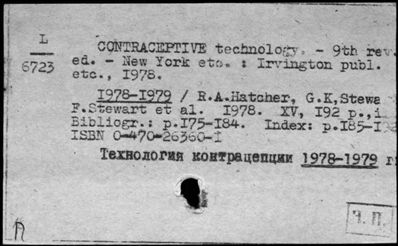 L
6723
CONTRACEPTIVE technology. - 9th rev.
ed. - New York etc. : Irvington publ.
etc., 1978.
1978-1979 / R.A.Hatcher, G.K,Stewa
F.Stewart et al. 1978. XV, 192 p.,i
Bibliogr.: p.175-184. Index: p.185-19
ISBN 0-470-26360-1
Технология контрацепции 1978-1979 г
Ч. П.